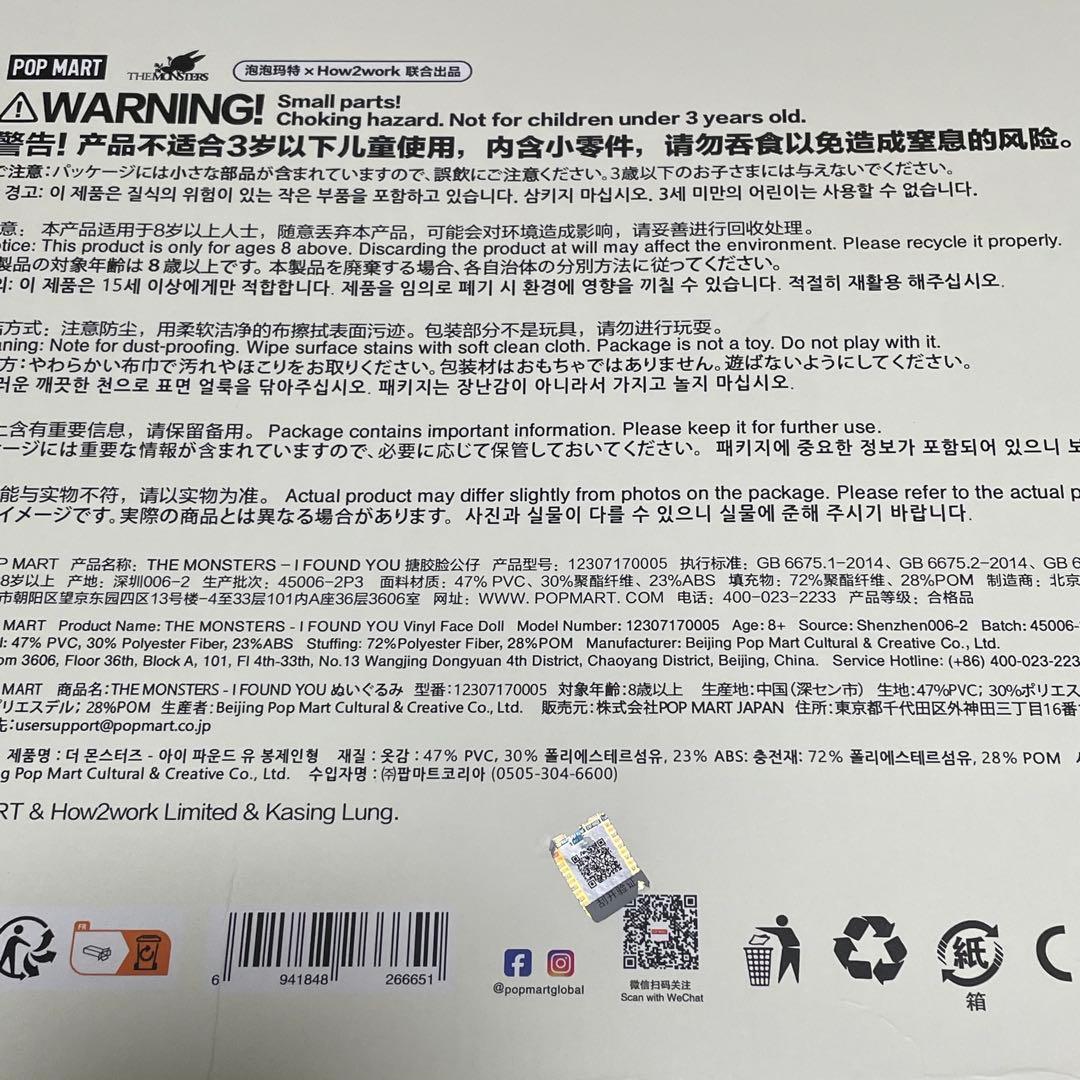 POP MART
THE MONSTERS
泡泡玛特 × How2work 联合出品
WARNING! Small parts!
Choking hazard. Not for children under 3 years old.
警告! 产品不适合3岁以下儿童使用，内含小零件，请勿吞食以免造成窒息的风险。
ご注意:パッケージには小さな部品が含まれていますので、誤飲にご注意ください。3歳以下のお子さまには与えないでください。
경고: 이 제품은 질식의 위험이 있는 작은 부품을 포함하고 있습니다. 삼키지 마십시오. 3세 미만의 어린이는 사용할 수 없습니다.
意： 本产品适用于8岁以上人士，随意丢弃本产品，可能会对环境造成影响，请妥善进行回收处理。
tice: This product is only for ages 8 above. Discarding the product at will may affect the environment. Please recycle it properly.
製品の対象年齢は8歳以上です。本製品を廃棄する場合、各自治体の分別方法に従ってください。
의: 이 제품은 15세 이상에게만 적합합니다. 제품을 임의로 폐기 시 환경에 영향을 끼칠 수 있습니다. 적절히 재활용 해주십시오.
方式：注意防尘，用柔软洁净的布擦拭表面污迹。包装部分不是玩具，请勿进行玩耍。
aning: Note for dust-proofing. Wipe surface stains with soft clean cloth. Package is not a toy. Do not play with it.
方：やわらかい布巾で汚れやほこりをお取りください。包装材はおもちゃではありません。遊ばないようにしてください。
러운 깨끗한 천으로 표면 얼룩을 닦아주십시오. 패키지는 장난감이 아니라서 가지고 놀지 마십시오.
含有重要信息，请保留备用。 Package contains important information. Please keep it for further use.
ージには重要な情報が含まれていますので、必要に応じて保管しておいてください。 패키지에 중요한 정보가 포함되어 있으니 보
能与实物不符，请以实物为准。 Actual product may differ slightly from photos on the package. Please refer to the actual p
イメージです。実際の商品とは異なる場合があります。 사진과 실물이 다를 수 있으니 실물에 준해 주시기 바랍니다.
OP MART 产品名称：THE MONSTERS – I FOUND YOU 搪胶脸公仔 产品型号：12307170005 执行标准：GB 6675.1-2014、GB 6675.2-2014、GB 6
8岁以上 产地：深圳006-2 生产批次：45006-2P3 面料材质：47% PVC、30%聚酯纤维、23%ABS 填充物：72%聚酯纤维、28%POM 制造商：北京
市朝阳区望京东园四区13号楼-4至33层101内A座36层3606室 网址：WWW. POPMART. COM 电话：400-023-2233 产品等级：合格品
MART Product Name: THE MONSTERS - I FOUND YOU Vinyl Face Doll Model Number: 12307170005 Age: 8+ Source: Shenzhen006-2 Batch: 45006-
l: 47% PVC, 30% Polyester Fiber, 23%ABS Stuffing: 72%Polyester Fiber, 28%POM Manufacturer: Beijing Pop Mart Cultural & Creative Co., Ltd.
om 3606, Floor 36th, Block A, 101, Fl 4th-33th, No.13 Wangjing Dongyuan 4th District, Chaoyang District, Beijing, China. Service Hotline: (+86) 400-023-223
MART 商品名：THE MONSTERS - I FOUND YOU ぬいぐるみ 型番：12307170005 対象年齢：8歳以上 生産地：中国（深セン市） 生地：47%PVC; 30%ポリエス
リエステル; 28%POM 生産者：Beijing Pop Mart Cultural & Creative Co., Ltd. 販売元：株式会社POP MART JAPAN 住所：東京都千代田区外神田三丁目16番
先：usersupport@popmart.co.jp
제품명 : 더 몬스터즈 - 아이 파운드 유 봉제인형 재질 : 옷감 : 47% PVC, 30% 폴리에스테르섬유, 23% ABS: 충전재: 72% 폴리에스테르섬유, 28% POM
ng Pop Mart Cultural & Creative Co., Ltd. 수입자명 : ㈜팝마트코리아 (0505-304-6600)
RT & How2work Limited & Kasing Lung.
刮开验证
FR
6 941848 266651
@popmartglobal
微信扫码关注
Scan with WeChat
紙
箱